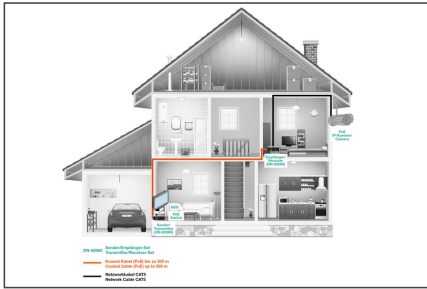 PoE
IP-Kamera/
Camera
Empfänger
Receiver
(DN-82060)
NVR
PoE
Switch
Sender/
Transmitter
(DN-82060)
DN-82060 Sender/Empfänger-Set
Transmitter/Receiver-Set
Koaxial Kabel (PoE) bis zu 500 m
Coaxial Cable (PoE) up to 500 m
Netzwerkkabel CAT5
Network Cable CAT5